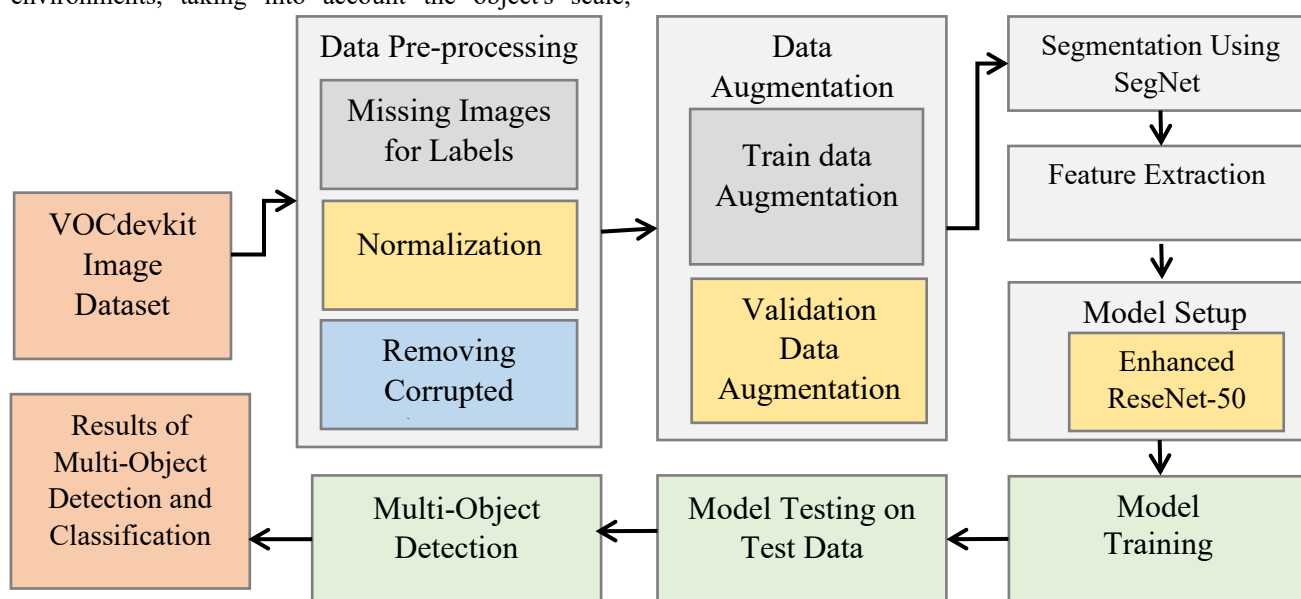 environments, taking into account the object's scale,
Data Pre-processing
Missing Images
for Labels
Normalization
Removing
Corrupted
Data
Augmentation
Train data
Augmentation
Validation
Data
Augmentation
Segmentation Using
SegNet
Feature Extraction
Model Setup
Enhanced
ReseNet-50
VOCdevkit
Image
Dataset
Results of
Multi-Object
Detection and
Classification
Multi-Object
Detection
Model Testing on
Test Data
Model
Training